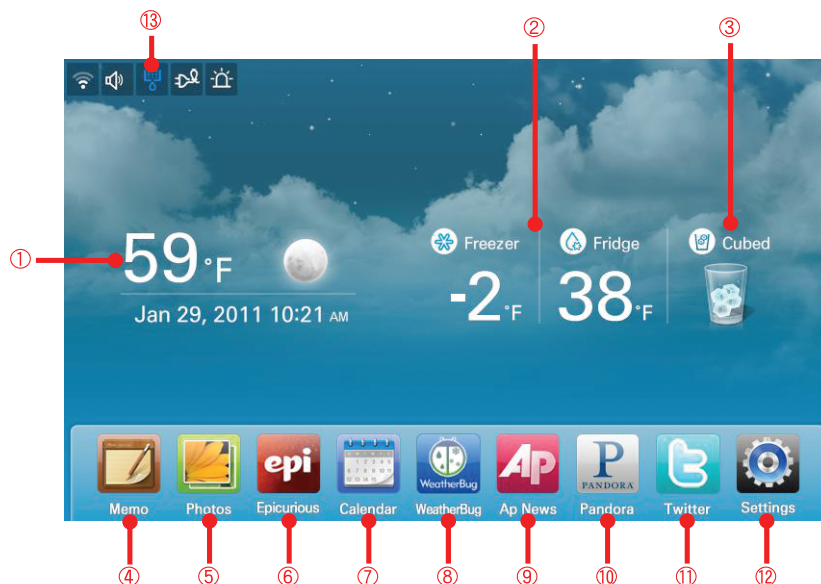 ⑬ ② ③
① 59°F
Jan 29, 2011 10:21 AM
Freezer
-2°F
Fridge
38°F
Cubed
epi
WeatherBug
AP
P
PANDORA
t
Memo Photos Epicurious Calendar WeatherBug Ap News Pandora Twitter Settings
④ ⑤ ⑥ ⑦ ⑧ ⑨ ⑩ ⑪ ⑫